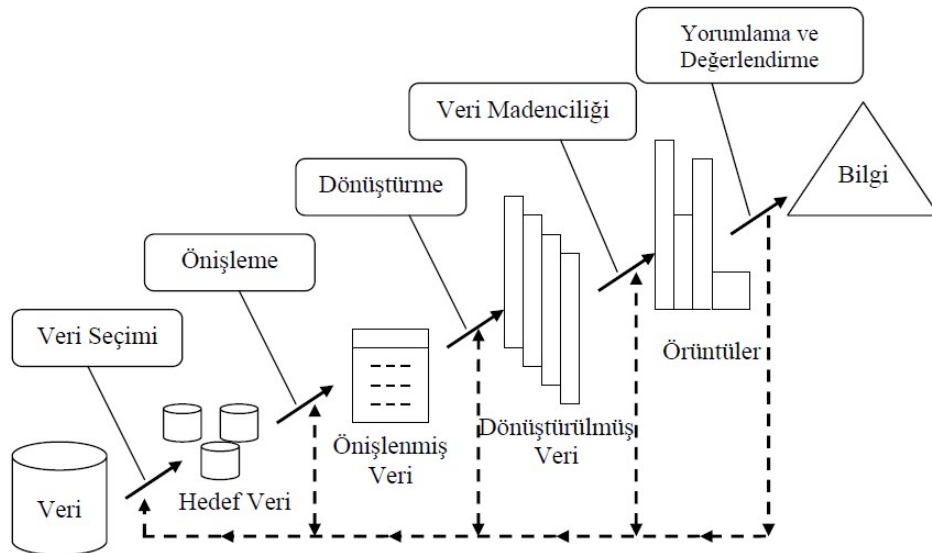 Yorumlama ve
Değerlendirme
Veri Madenciliği
Bilgi
Dönüştürme
Önişleme
Veri Seçimi
Örüntüler
Önişlenmiş
Veri
Dönüştürülmüş
Veri
Hedef Veri
Veri